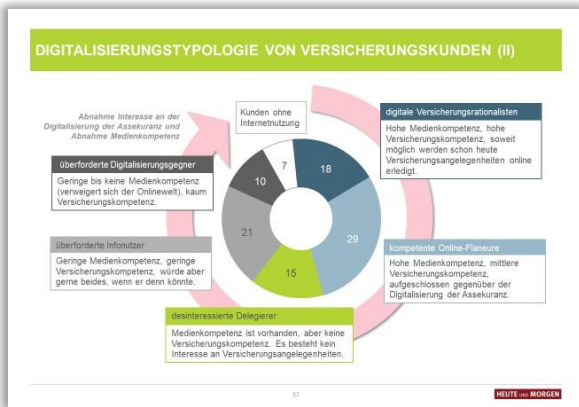 DIGITALISIERUNGSTYPOLOGIE VON VERSICHERUNGSKUNDEN (II)
Abnahme Interesse an der
Digitalisierung der Assekuranz und
Abnahme Medienkompetenz
Kunden ohne
Internetnutzung
digitale Versicherungsrationalisten
Hohe Medienkompetenz, hohe
Versicherungskompetenz, soweit
möglich werden schon heute
Versicherungsangelegenheiten online
erledigt.
überforderte Digitalisierungsgegner
Geringe bis keine Medienkompetenz
(verweigert sich der Onlinewelt), kaum
Versicherungskompetenz.
7
18
10
21
29
15
überforderte Infonutzer
Geringe Medienkompetenz, geringe
Versicherungskompetenz, würde aber
gerne beides, wenn er denn könnte.
kompetente Online-Flaneure
Hohe Medienkompetenz, mittlere
Versicherungskompetenz,
aufgeschlossen gegenüber der
Digitalisierung der Assekuranz.
desinteressierte Delegierer
Medienkompetenz ist vorhanden, aber keine
Versicherungskompetenz. Es besteht kein
Interesse an Versicherungsangelegenheiten.
HEUTE UND MORGEN